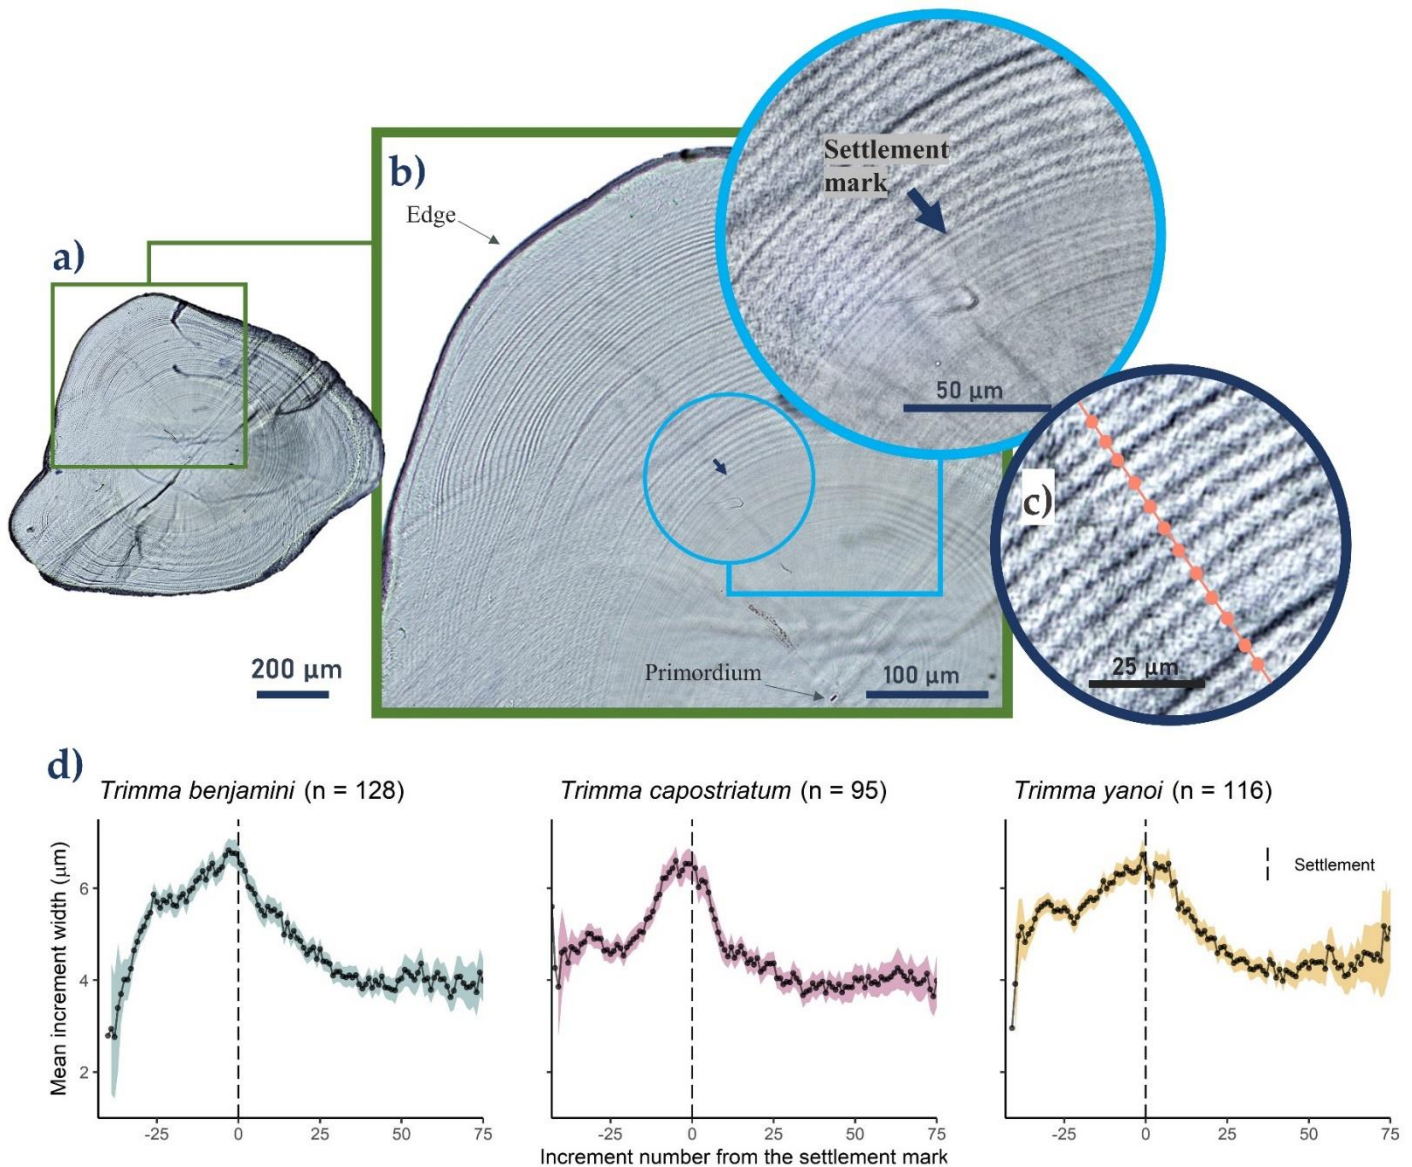 a)
b)
Edge
Settlement
mark
50 µm
c)
25 µm
200 µm
Primordium
100 µm
d)
Trimma benjamini (n = 128)
Trimma capostriatum (n = 95)
Trimma yanoi (n = 116)
Settlement
Mean increment width (µm)
6
4
2
-25
0
25
50
75
-25
0
25
50
75
-25
0
25
50
75
Increment number from the settlement mark